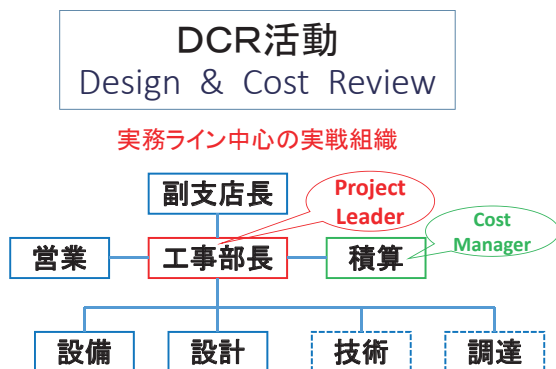 DCR活動
Design & Cost Review
実務ライン中心の実戦組織
副支店長
Project
Leader
Cost
Manager
営業
工事部長
積算
設備
設計
技術
調達